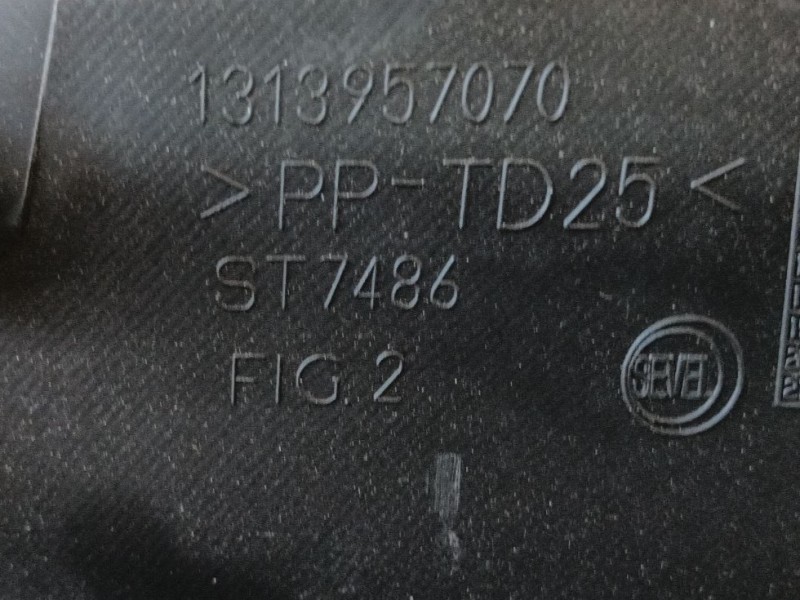 1313957070
>PP-TD25<
ST7486
FIG.2
SEVEL